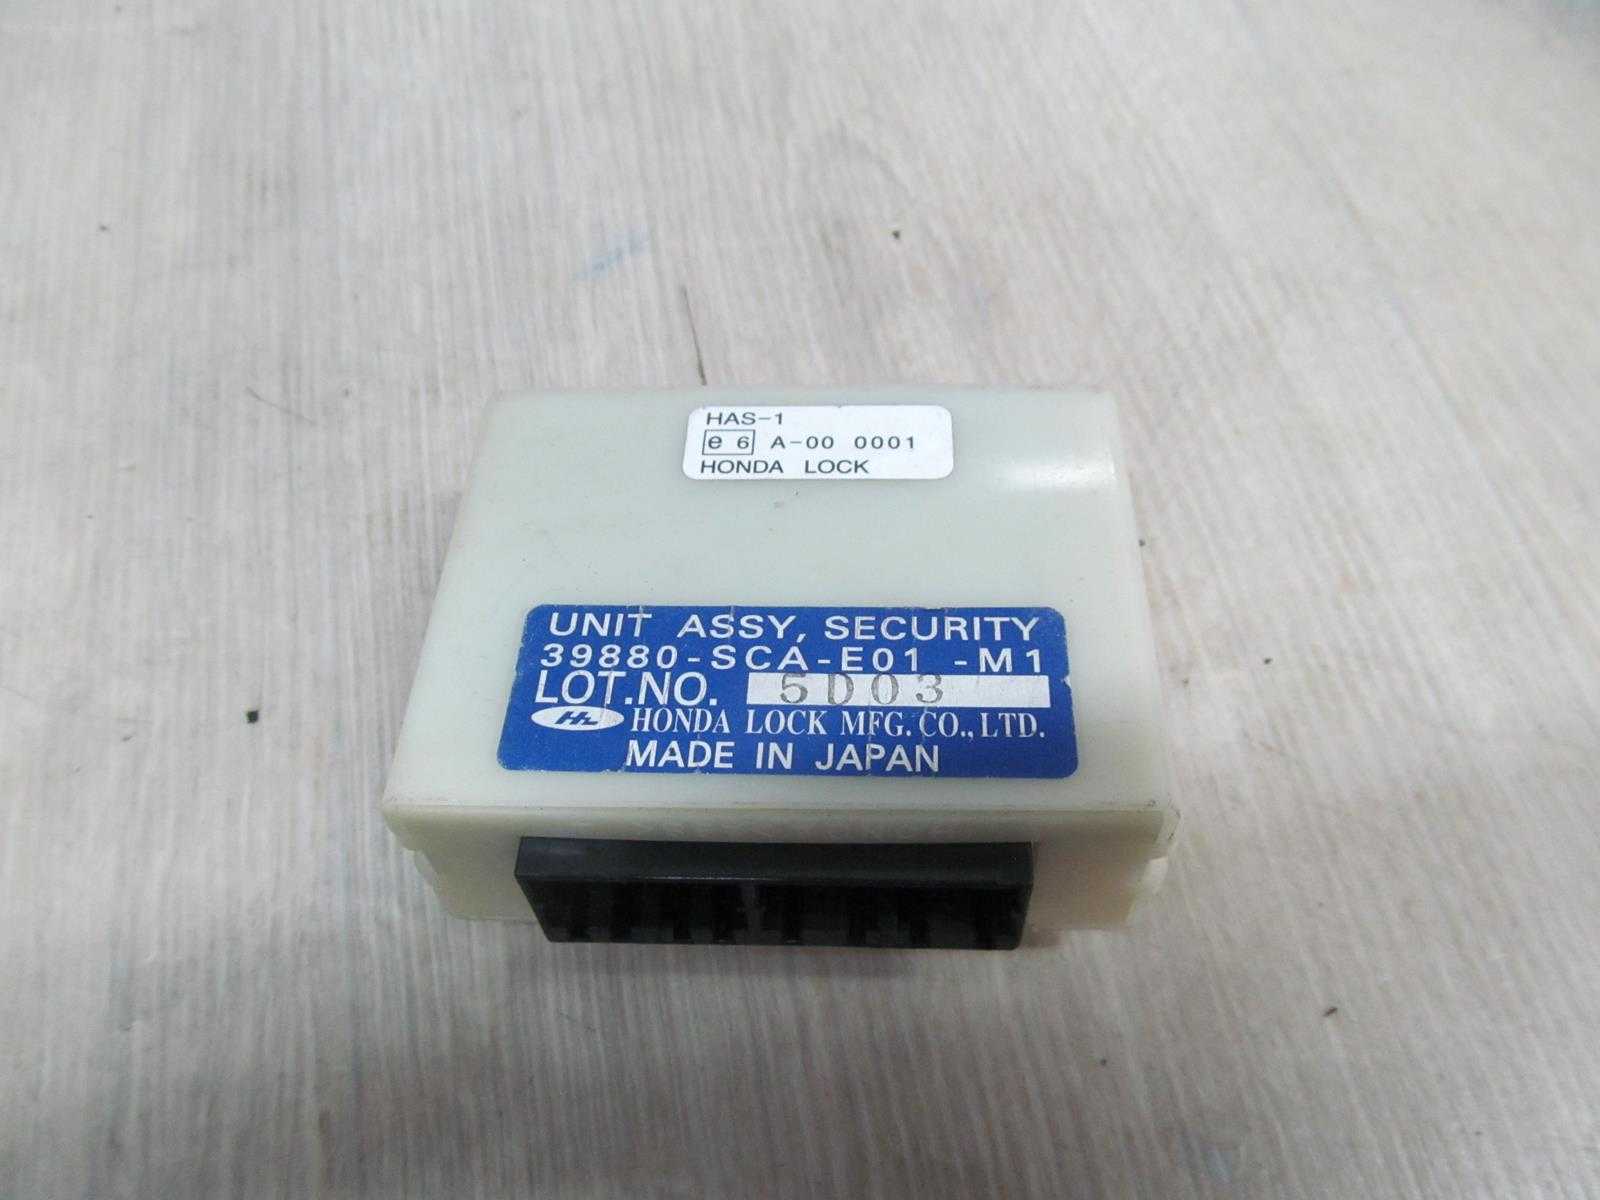 HAS-1
e 6 A-00 0001
HONDA LOCK
UNIT ASSY, SECURITY
39880-SCA-E01 -M1
LOT.NO. 5D03
HL HONDA LOCK MFG. CO., LTD.
MADE IN JAPAN